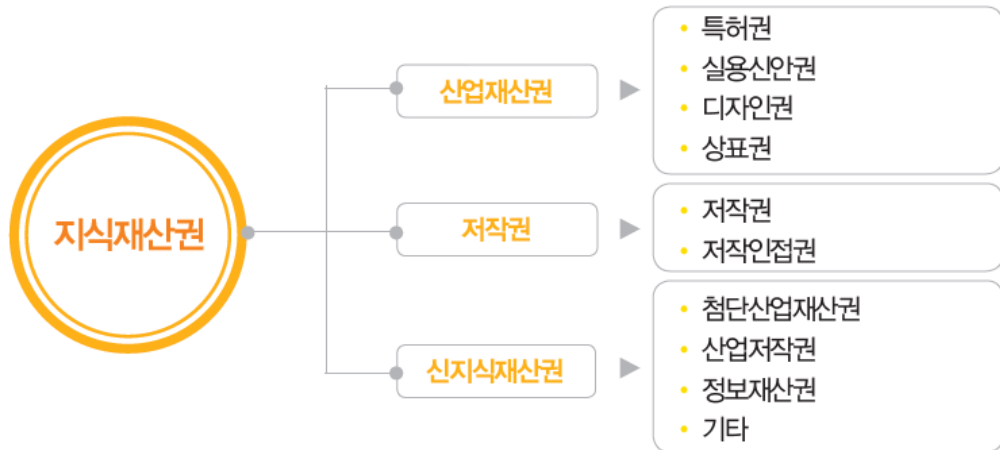 지식재산권
산업재산권
• 특허권
• 실용신안권
• 디자인권
• 상표권
저작권
• 저작권
• 저작인접권
신지식재산권
• 첨단산업재산권
• 산업저작권
• 정보재산권
• 기타